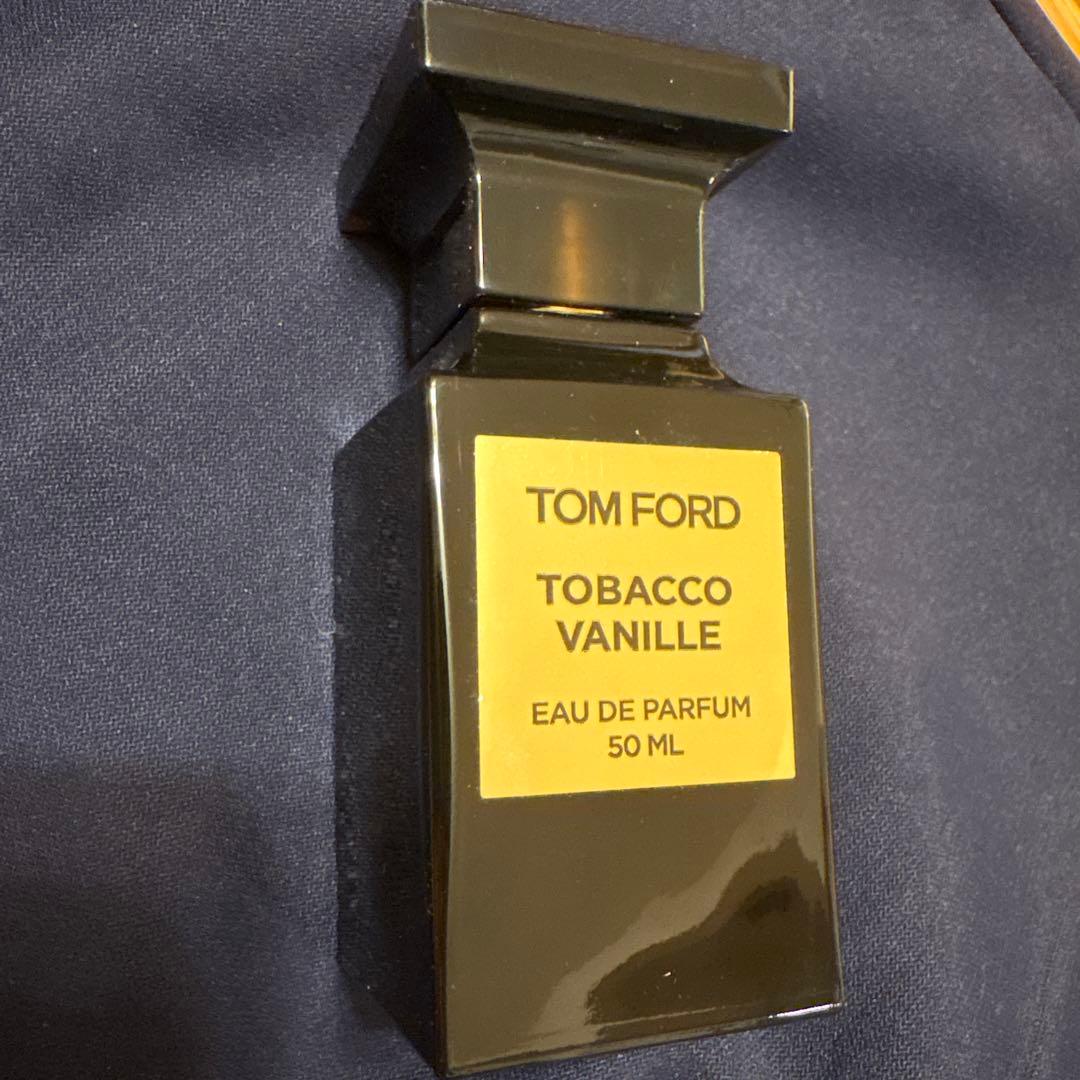 TOM FORD
TOBACCO
VANILLE
EAU DE PARFUM
50 ML